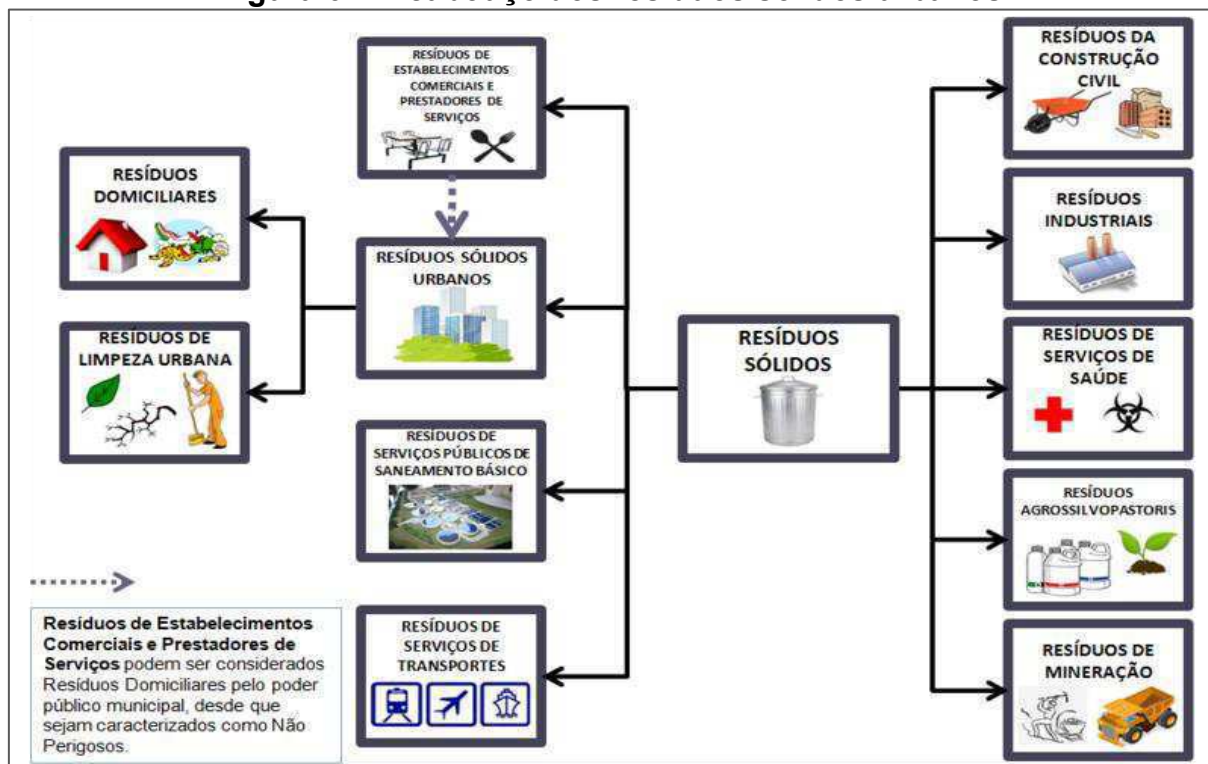 RESÍDUOS DE
ESTABELECIMENTOS
COMERCIAIS E
PRESTADORES DE
SERVIÇOS
RESÍDUOS
DOMICILIARES
RESÍDUOS SÓLIDOS
URBANOS
RESÍDUOS DE
LIMPEZA URBANA
RESÍDUOS DE
SERVIÇOS PÚBLICOS DE
SANEAMENTO BÁSICO
RESÍDUOS DE
SERVIÇOS DE
TRANSPORTES
Resíduos de Estabelecimentos
Comerciais e Prestadores de
Serviços podem ser considerados
Resíduos Domiciliares pelo poder
público municipal, desde que
sejam caracterizados como Não
Perigosos.
RESÍDUOS
SÓLIDOS
RESÍDUOS DA
CONSTRUÇÃO
CIVIL
RESÍDUOS
INDUSTRIAIS
RESÍDUOS DE
SERVIÇOS DE
SAÚDE
RESÍDUOS
AGROSSILVOPASTORIS
RESÍDUOS DE
MINERAÇÃO